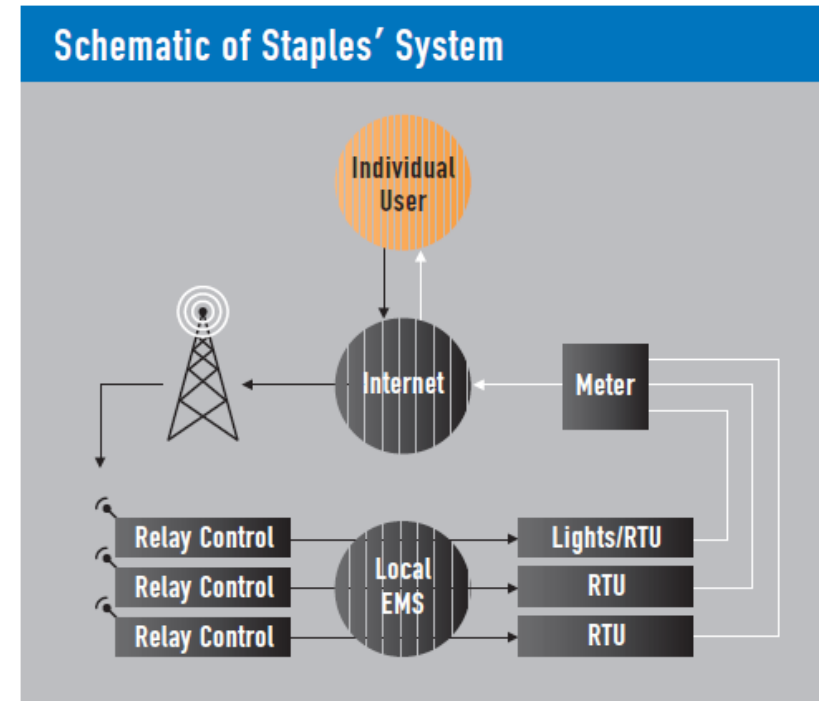 Schematic of Staples’ System
Individual
User
Internet
Meter
Relay Control
Lights/RTU
Relay Control
Local
EMS
RTU
Relay Control
RTU